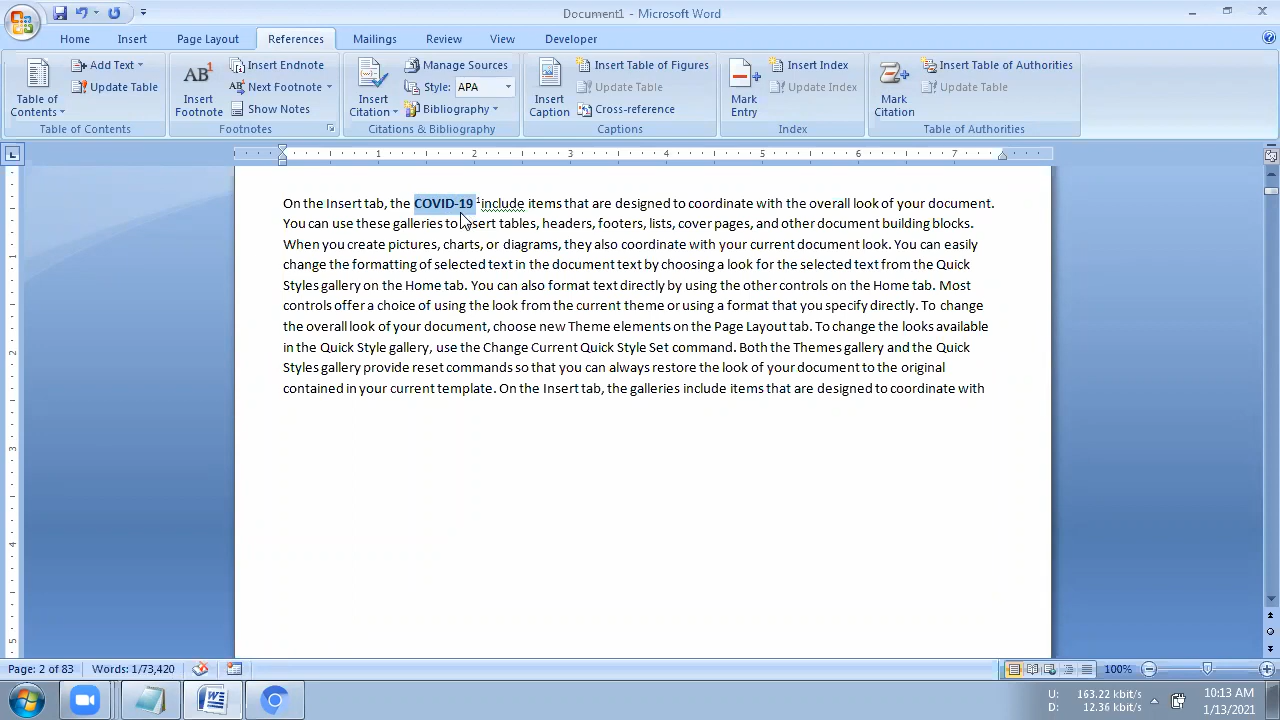 Document1 - Microsoft Word
Home Insert Page Layout References Mailings Review View Developer
Table of Contents
Add Text
Update Table
Table of Contents
AB1
Insert Footnote
Insert Endnote
Next Footnote
Show Notes
Footnotes
Insert Citation
Manage Sources
Style: APA
Bibliography
Citations & Bibliography
Insert Caption
Insert Table of Figures
Update Table
Cross-reference
Captions
Mark Entry
Insert Index
Update Index
Index
Mark Citation
Insert Table of Authorities
Update Table
Table of Authorities
1 2 3 4 5 6 7
On the Insert tab, the COVID-19 1include items that are designed to coordinate with the overall look of your document.
You can use these galleries to insert tables, headers, footers, lists, cover pages, and other document building blocks.
When you create pictures, charts, or diagrams, they also coordinate with your current document look. You can easily
change the formatting of selected text in the document text by choosing a look for the selected text from the Quick
Styles gallery on the Home tab. You can also format text directly by using the other controls on the Home tab. Most
controls offer a choice of using the look from the current theme or using a format that you specify directly. To change
the overall look of your document, choose new Theme elements on the Page Layout tab. To change the looks available
in the Quick Style gallery, use the Change Current Quick Style Set command. Both the Themes gallery and the Quick
Styles gallery provide reset commands so that you can always restore the look of your document to the original
contained in your current template. On the Insert tab, the galleries include items that are designed to coordinate with
1
2
3
4
5
Page: 2 of 83 Words: 1/73,420 100%
U: 163.22 kbit/s
D: 12.36 kbit/s
10:13 AM
1/13/2021